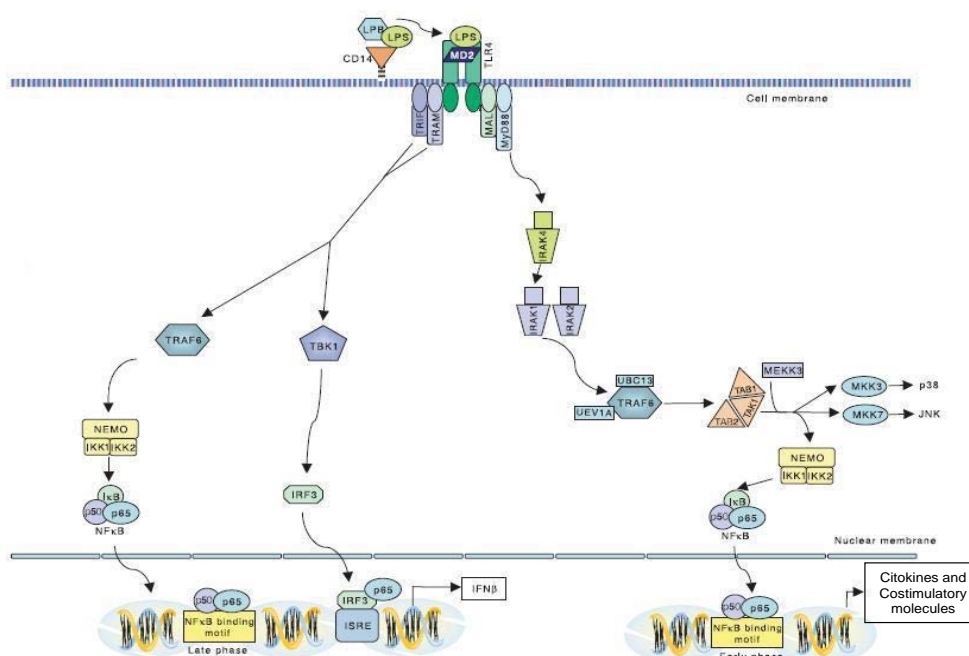 LPB
LPS
LPS
CD14
MD2
TLR4
Cell membrane
TRIF
TRAM
MAL
MyD88
IRAK4
IRAK1
IRAK2
TRAF6
TBK1
UBC13
TRAF6
UEV1A
TAB1
TAK1
TAB2
MEKK3
MKK3
p38
MKK7
JNK
NEMO
IKK1 IKK2
NEMO
IKK1 IKK2
IκB
p50 p65
NFκB
IRF3
IκB
p50 p65
NFκB
Nuclear membrane
p50 p65
NFκB binding
motif
Late phase
p65
IRF3
ISRE
IFNβ
p50 p65
NFκB binding
motif
Early phase
Citokines and
Costimulatory
molecules